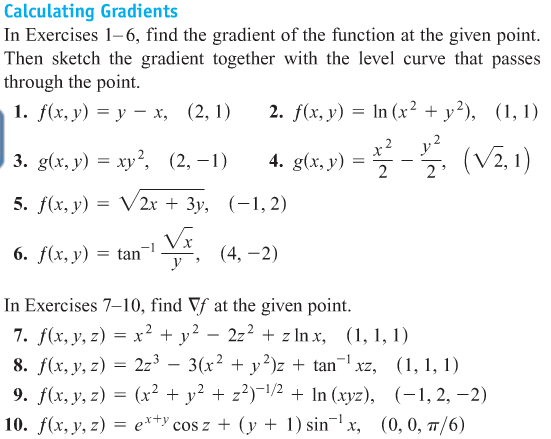 Calculating Gradients
In Exercises 1–6, find the gradient of the function at the given point.
Then sketch the gradient together with the level curve that passes
through the point.
1. f(x, y) = y − x, (2, 1) 2. f(x, y) = ln (x² + y²), (1, 1)
3. g(x, y) = xy², (2, −1) 4. g(x, y) = x²/2 − y²/2, (√2, 1)
5. f(x, y) = √(2x + 3y), (−1, 2)
6. f(x, y) = tan⁻¹ √x/y, (4, −2)
In Exercises 7–10, find ∇f at the given point.
7. f(x, y, z) = x² + y² − 2z² + z ln x, (1, 1, 1)
8. f(x, y, z) = 2z³ − 3(x² + y²)z + tan⁻¹ xz, (1, 1, 1)
9. f(x, y, z) = (x² + y² + z²)⁻¹/² + ln (xyz), (−1, 2, −2)
10. f(x, y, z) = eˣ⁺ʸ cos z + (y + 1) sin⁻¹ x, (0, 0, π/6)